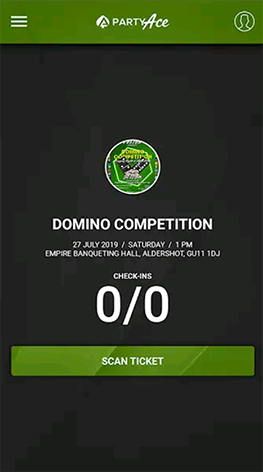 PARTYAce
DOMINO
COMPETITION
DOMINO COMPETITION
27 JULY 2019 / SATURDAY / 1 PM
EMPIRE BANQUETING HALL, ALDERSHOT, GU11 1DJ
CHECK-INS
0/0
SCAN TICKET